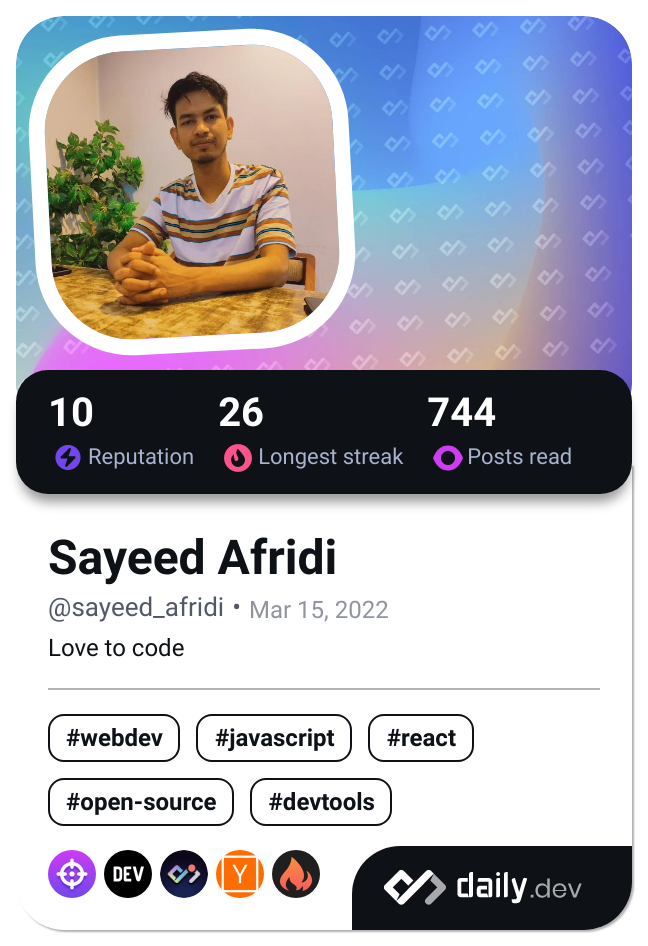 10 26 744
Reputation Longest streak Posts read
Sayeed Afridi
@sayeed_afridi • Mar 15, 2022
Love to code
#webdev #javascript #react
#open-source #devtools
DEV Y daily.dev